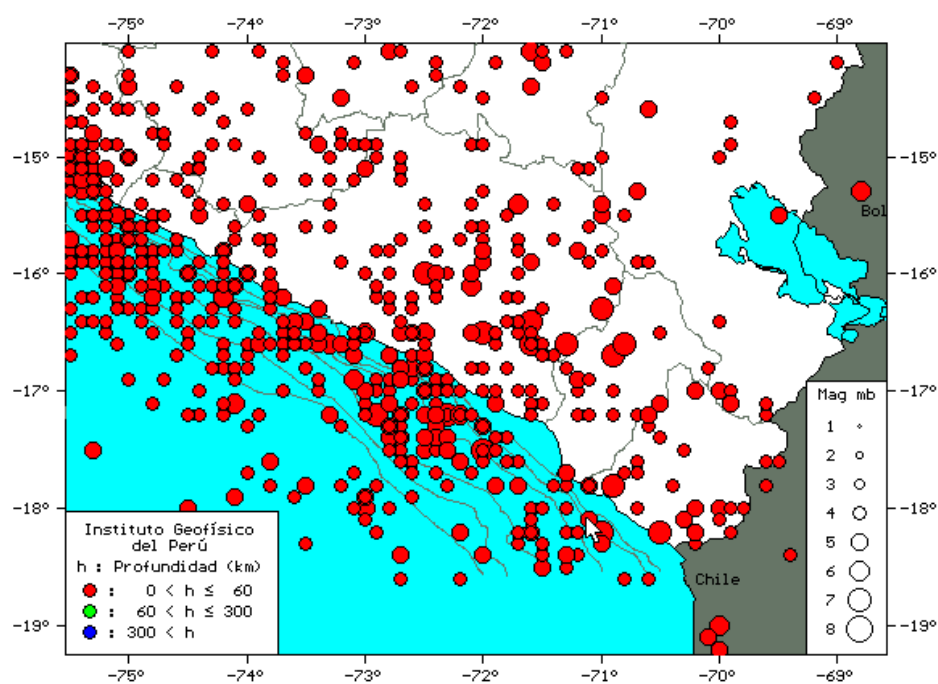 -75° -74° -73° -72° -71° -70° -69°
-15° -15°
Bol
-16° -16°
-17° -17°
Mag mb
1
2
3
4
5
6
7
8
-18° -18°
Instituto Geofísico
del Perú
h : Profundidad (km)
: 0 < h ≤ 60
: 60 < h ≤ 300
: 300 < h
Chile
-19° -19°
-75° -74° -73° -72° -71° -70° -69°